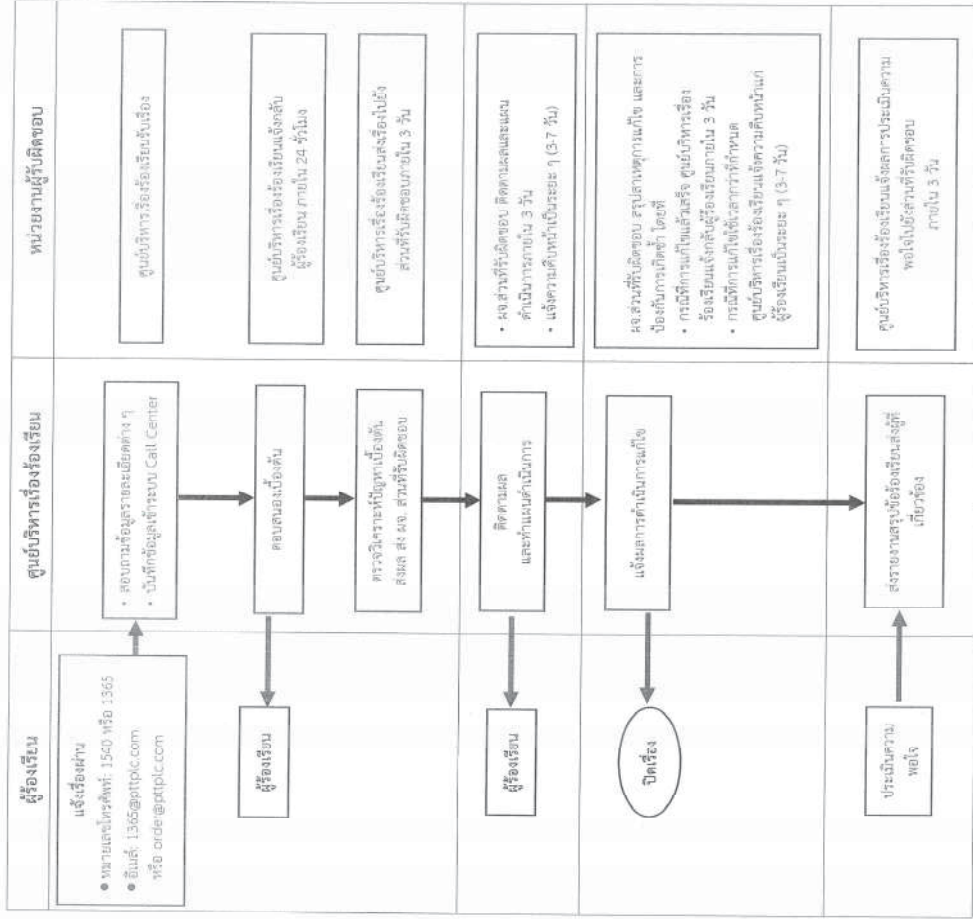 ผู้ร้องเรียน
ศูนย์บริหารเรื่องร้องเรียน
หน่วยงานผู้รับผิดชอบ
แจ้งเรื่องผ่าน
● หมายเลขโทรศัพท์: 1540 หรือ 1365
● อีเมล์: 1365@pttplc.com
หรือ order@pttplc.com
• สอบถามข้อมูลรายละเอียดต่าง ๆ
• บันทึกข้อมูลเข้าระบบ Call Center
ศูนย์บริหารเรื่องร้องเรียนรับเรื่อง
ผู้ร้องเรียน
ตอบสนองเบื้องต้น
ศูนย์บริหารเรื่องร้องเรียนแจ้งกลับ
ผู้ร้องเรียน ภายใน 24 ชั่วโมง
ตรวจวิเคราะห์ปัญหาเบื้องต้น
ส่งผล ส่ง ผจ. ส่วนที่รับผิดชอบ
ศูนย์บริหารเรื่องร้องเรียนส่งเรื่องไปยัง
ส่วนที่รับผิดชอบภายใน 3 วัน
ผู้ร้องเรียน
ติดตามผล
และทำแผนดำเนินการ
• ผจ.ส่วนที่รับผิดชอบ ติดตามผลและแผน
ดำเนินการภายใน 3 วัน
• แจ้งความคืบหน้าเป็นระยะ ๆ (3-7 วัน)
ปิดเรื่อง
แจ้งผลการดำเนินการแก้ไข
ผจ.ส่วนที่รับผิดชอบ สรุปสาเหตุการแก้ไข และการ
ป้องกันการเกิดซ้ำ โดยที่
• กรณีที่การแก้ไขแล้วเสร็จ ศูนย์บริหารเรื่อง
ร้องเรียนแจ้งกลับผู้ร้องเรียนภายใน 3 วัน
• กรณีที่การแก้ไขใช้เวลากว่าที่กำหนด
ศูนย์บริหารเรื่องร้องเรียนแจ้งความคืบหน้าแก่
ผู้ร้องเรียนเป็นระยะ ๆ (3-7 วัน)
ประเมินความ
พอใจ
ส่งรายงานสรุปข้อร้องเรียนส่งผู้ที่
เกี่ยวข้อง
ศูนย์บริหารเรื่องร้องเรียนแจ้งผลการประเมินความ
พอใจไปยังส่วนที่รับผิดชอบ
ภายใน 3 วัน